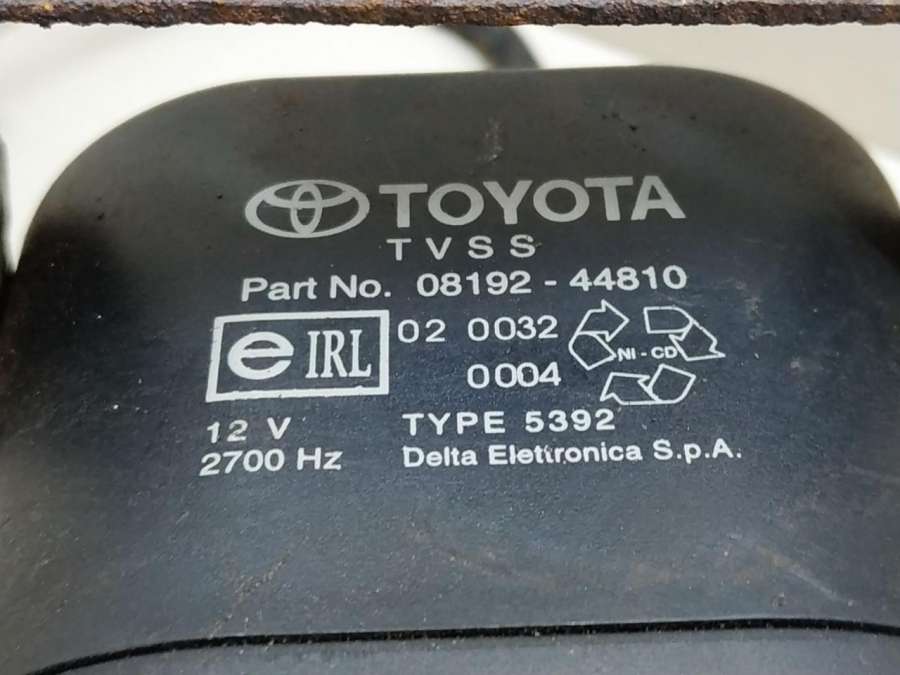 TOYOTA
TVSS
Part No. 08192 - 44810
e IRL 02 0032
0004
NI - CD
12 V TYPE 5392
2700 Hz Delta Elettronica S.p.A.